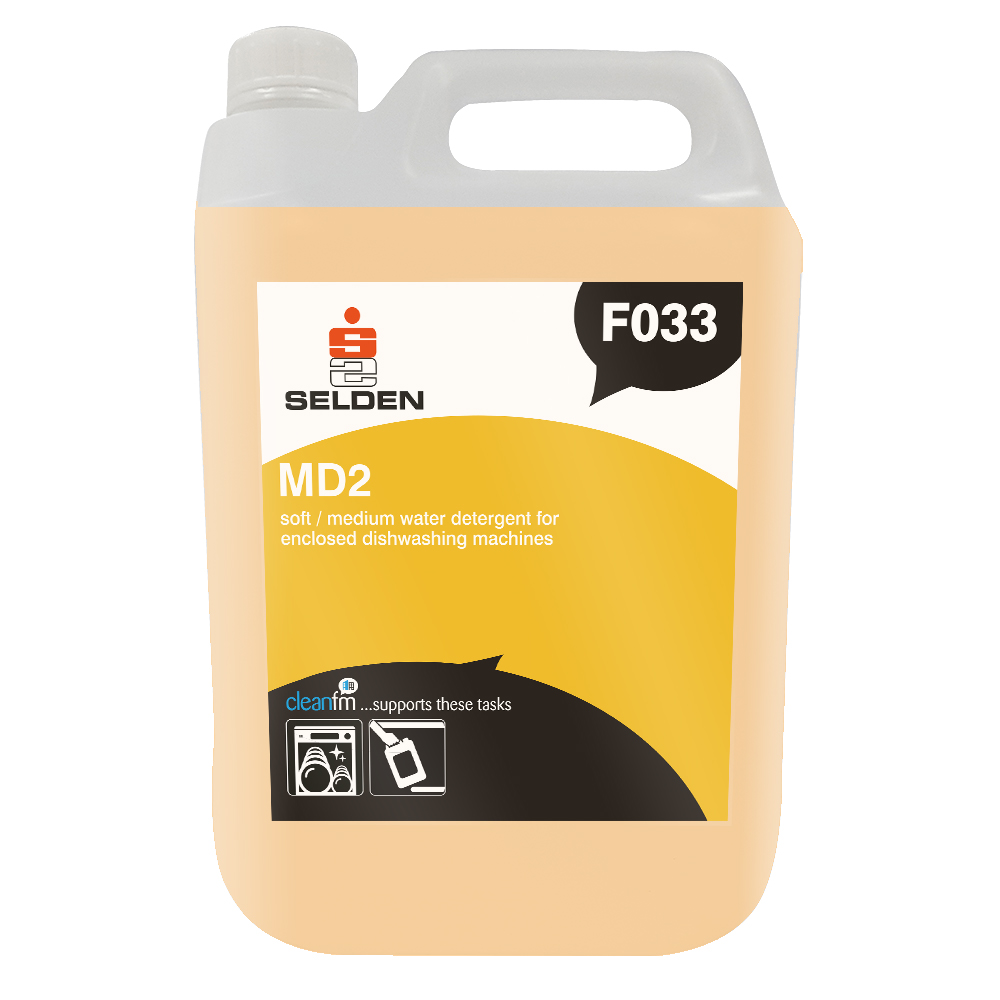 F033
SELDEN
MD2
soft / medium water detergent for
enclosed dishwashing machines
cleanfm ...supports these tasks